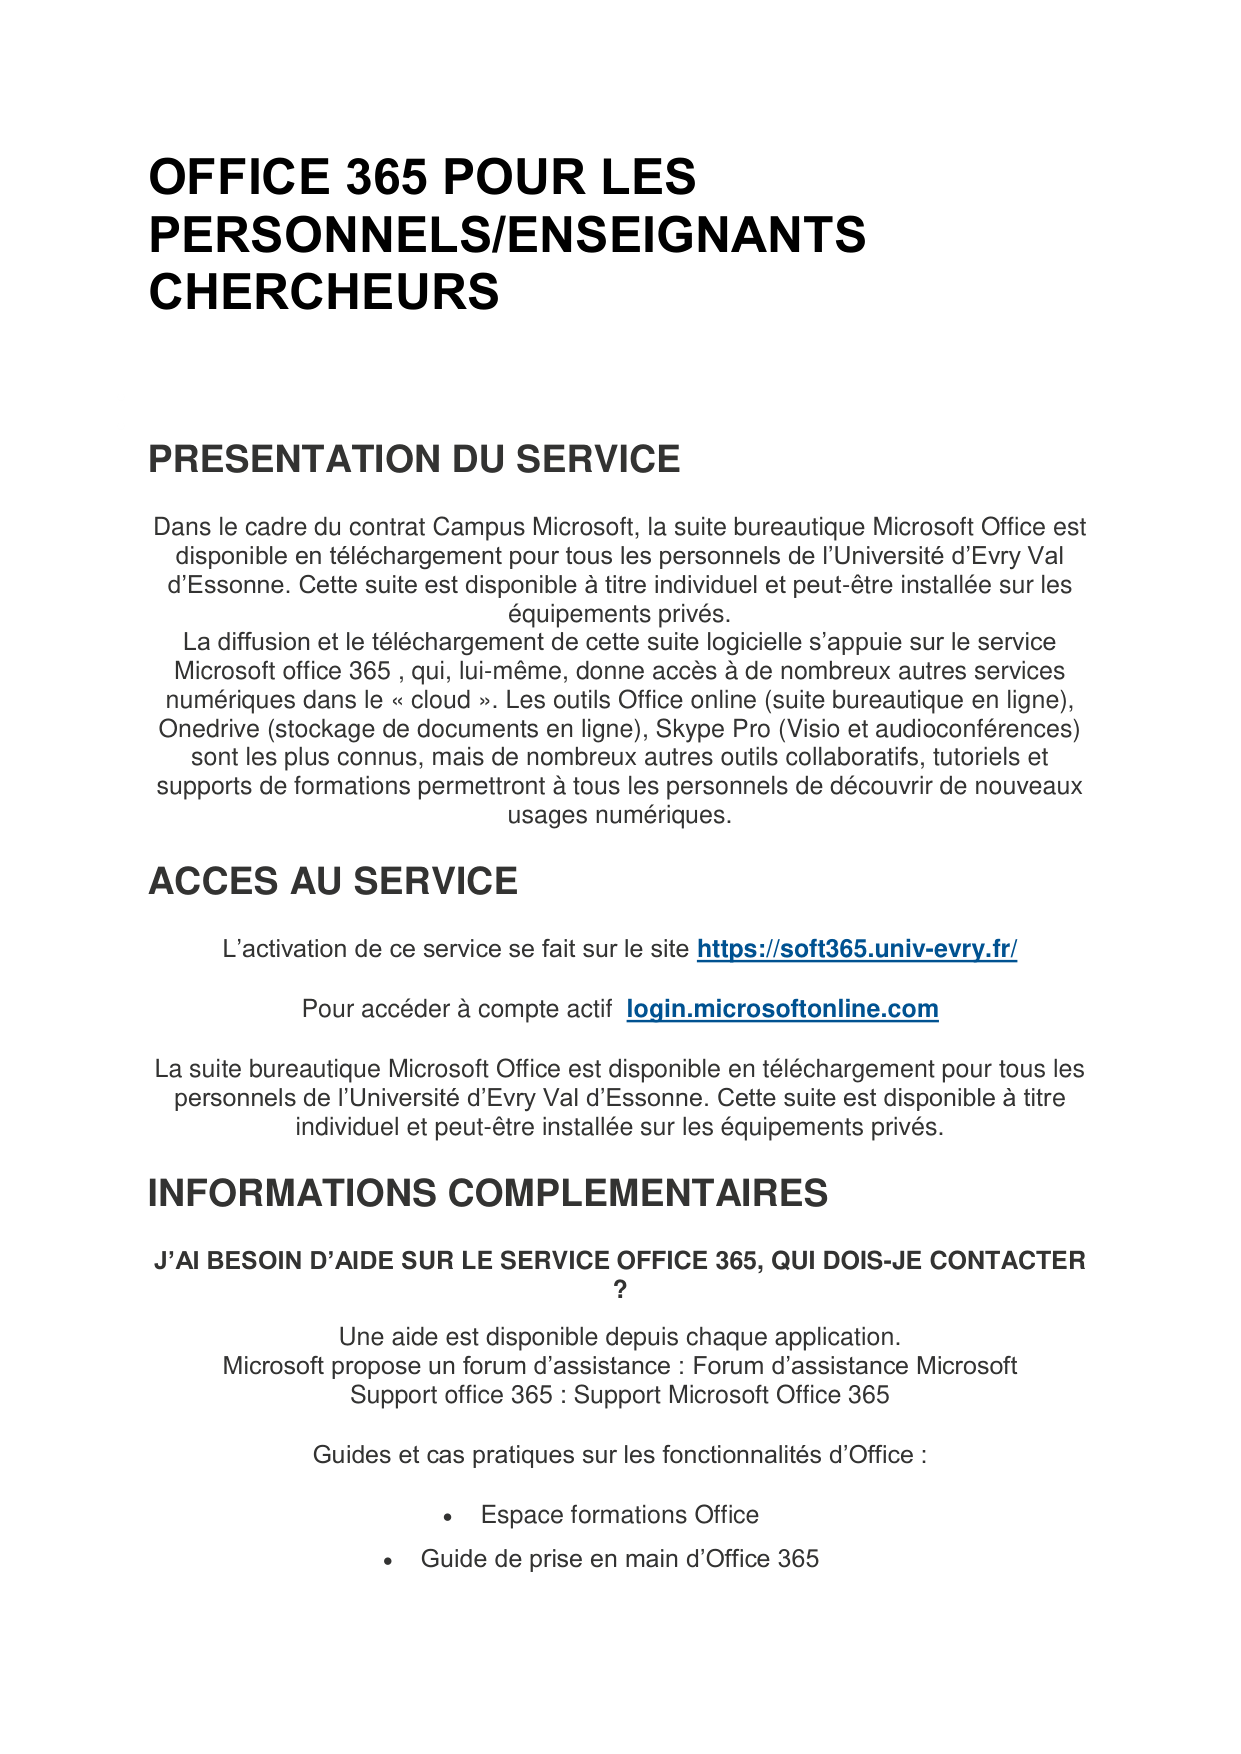 OFFICE 365 POUR LES
PERSONNELS/ENSEIGNANTS
CHERCHEURS
PRESENTATION DU SERVICE
Dans le cadre du contrat Campus Microsoft, la suite bureautique Microsoft Office est
disponible en téléchargement pour tous les personnels de l’Université d’Evry Val
d’Essonne. Cette suite est disponible à titre individuel et peut-être installée sur les
équipements privés.
La diffusion et le téléchargement de cette suite logicielle s’appuie sur le service
Microsoft office 365 , qui, lui-même, donne accès à de nombreux autres services
numériques dans le « cloud ». Les outils Office online (suite bureautique en ligne),
Onedrive (stockage de documents en ligne), Skype Pro (Visio et audioconférences)
sont les plus connus, mais de nombreux autres outils collaboratifs, tutoriels et
supports de formations permettront à tous les personnels de découvrir de nouveaux
usages numériques.
ACCES AU SERVICE
L’activation de ce service se fait sur le site https://soft365.univ-evry.fr/
Pour accéder à compte actif  login.microsoftonline.com
La suite bureautique Microsoft Office est disponible en téléchargement pour tous les
personnels de l’Université d’Evry Val d’Essonne. Cette suite est disponible à titre
individuel et peut-être installée sur les équipements privés.
INFORMATIONS COMPLEMENTAIRES
J’AI BESOIN D’AIDE SUR LE SERVICE OFFICE 365, QUI DOIS-JE CONTACTER
?
Une aide est disponible depuis chaque application.
Microsoft propose un forum d’assistance : Forum d’assistance Microsoft
Support office 365 : Support Microsoft Office 365
Guides et cas pratiques sur les fonctionnalités d’Office :
• Espace formations Office
• Guide de prise en main d’Office 365